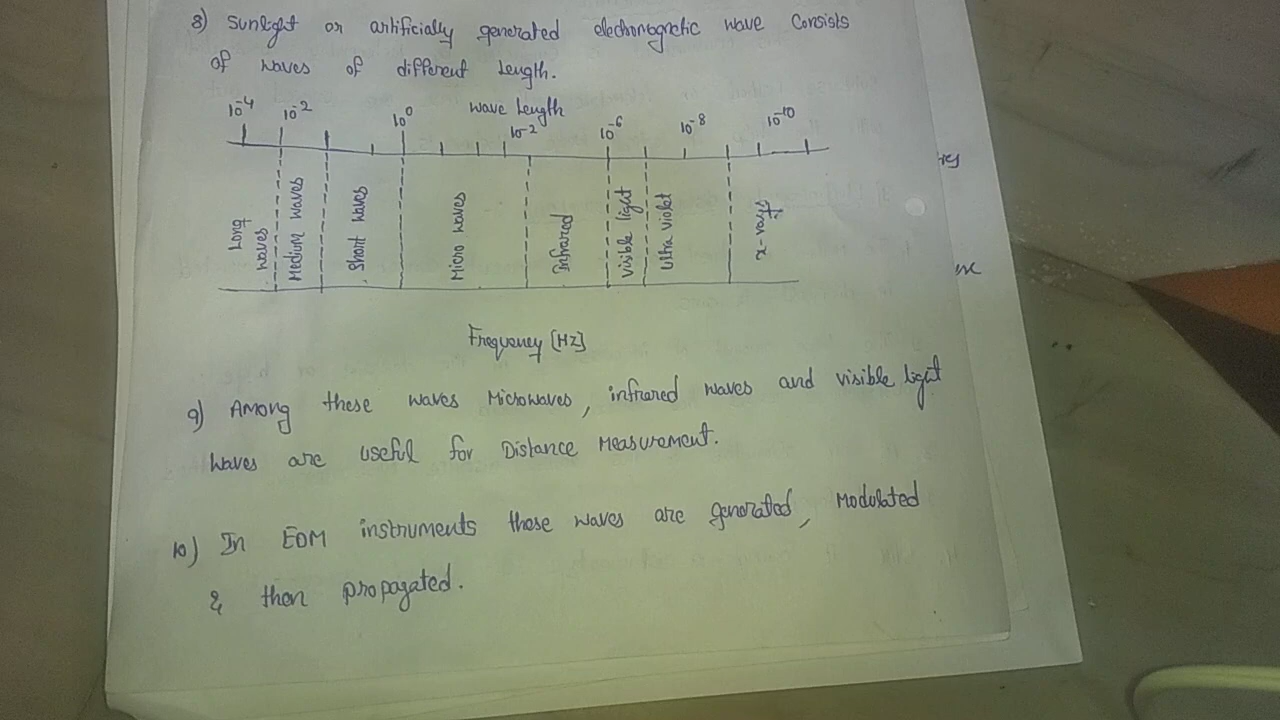 8) Sunlight or artificially generated electromagnetic wave Consists
of waves of different Length.
10⁻⁴ 10⁻² 10⁰ wave Length 10⁻² 10⁻⁶ 10⁻⁸ 10⁻¹⁰
Long waves
Medium waves
Short waves
Micro waves
Infrared
Visible light
Ultra violet
x-rays
Frequency [HZ]
9) Among these waves Microwaves, infrared waves and visible light
waves are useful for Distance Measurement.
10) In EDM instruments these waves are generated, Modulated
& then propagated.